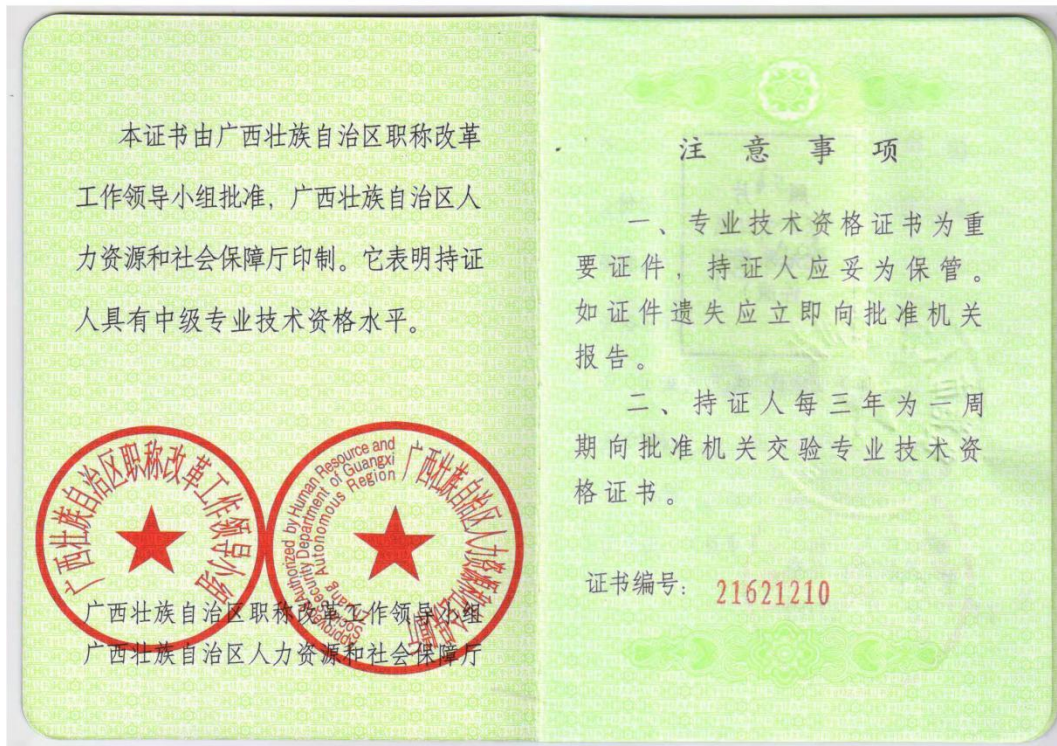 本证书由广西壮族自治区职称改革
工作领导小组批准，广西壮族自治区人
力资源和社会保障厅印制。它表明持证
人具有中级专业技术资格水平。
广西壮族自治区职称改革工作领导小组
Approved & Authorized by Human Resource and
Social Security Department of Guangxi
Zhuang Autonomous Region
广西壮族自治区人力资源和社会保障厅
广西壮族自治区职称改革工作领导小组
广西壮族自治区人力资源和社会保障厅
注意事项
一、专业技术资格证书为重
要证件，持证人应妥为保管。
如证件遗失应立即向批准机关
报告。
二、持证人每三年为一周
期向批准机关交验专业技术资
格证书。
证书编号：21621210